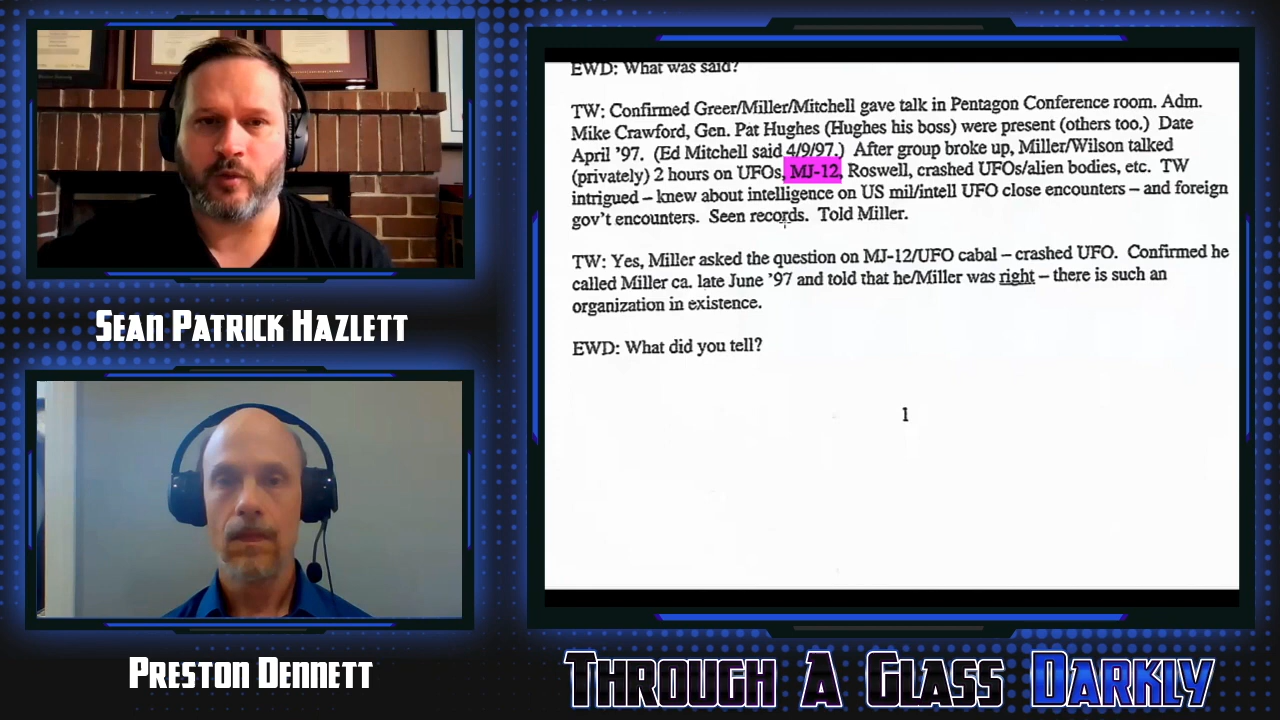 EWD: What was said?
TW: Confirmed Greer/Miller/Mitchell gave talk in Pentagon Conference room. Adm.
Mike Crawford, Gen. Pat Hughes (Hughes his boss) were present (others too.) Date
April '97. (Ed Mitchell said 4/9/97.) After group broke up, Miller/Wilson talked
(privately) 2 hours on UFOs, MJ-12, Roswell, crashed UFOs/alien bodies, etc. TW
intrigued – knew about intelligence on US mil/intell UFO close encounters – and foreign
gov't encounters. Seen records. Told Miller.
TW: Yes, Miller asked the question on MJ-12/UFO cabal – crashed UFO. Confirmed he
called Miller ca. late June '97 and told that he/Miller was right – there is such an
organization in existence.
EWD: What did you tell?
1
SEAN PATRICK HAZLETT
PRESTON DENNETT
THROUGH A GLASS DARKLY